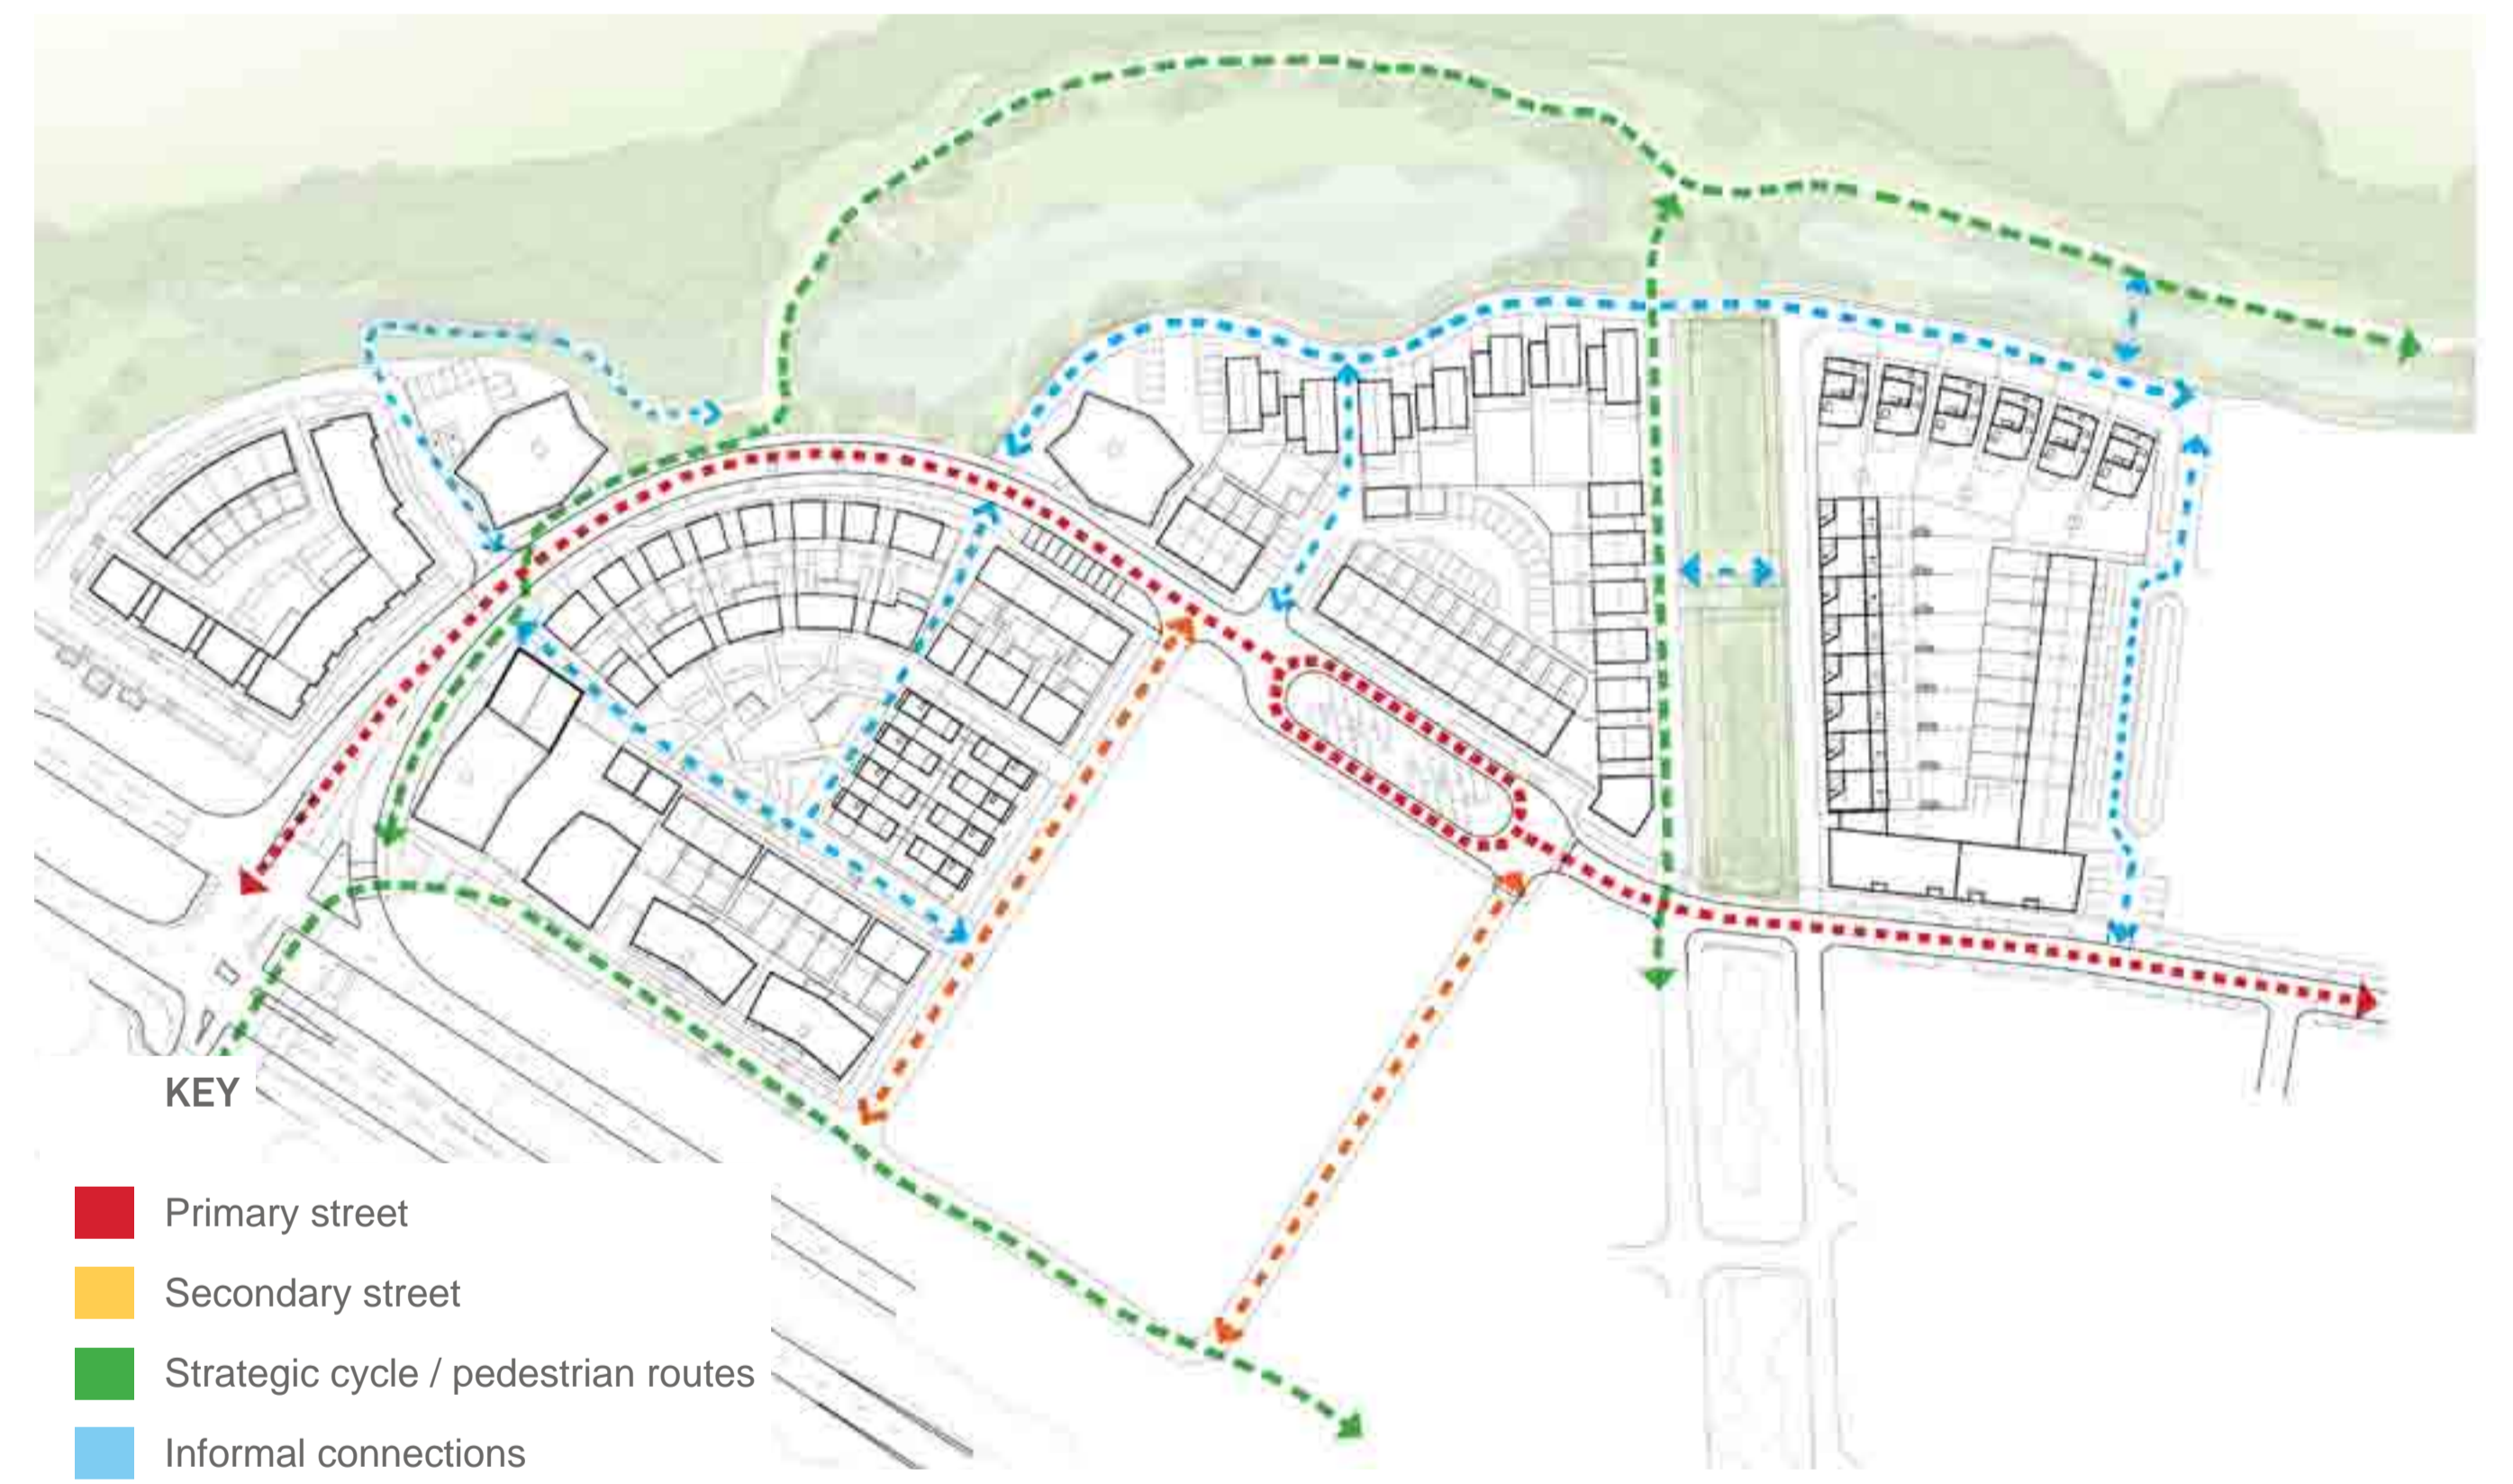 KEY
Primary street
Secondary street
Strategic cycle / pedestrian routes
Informal connections